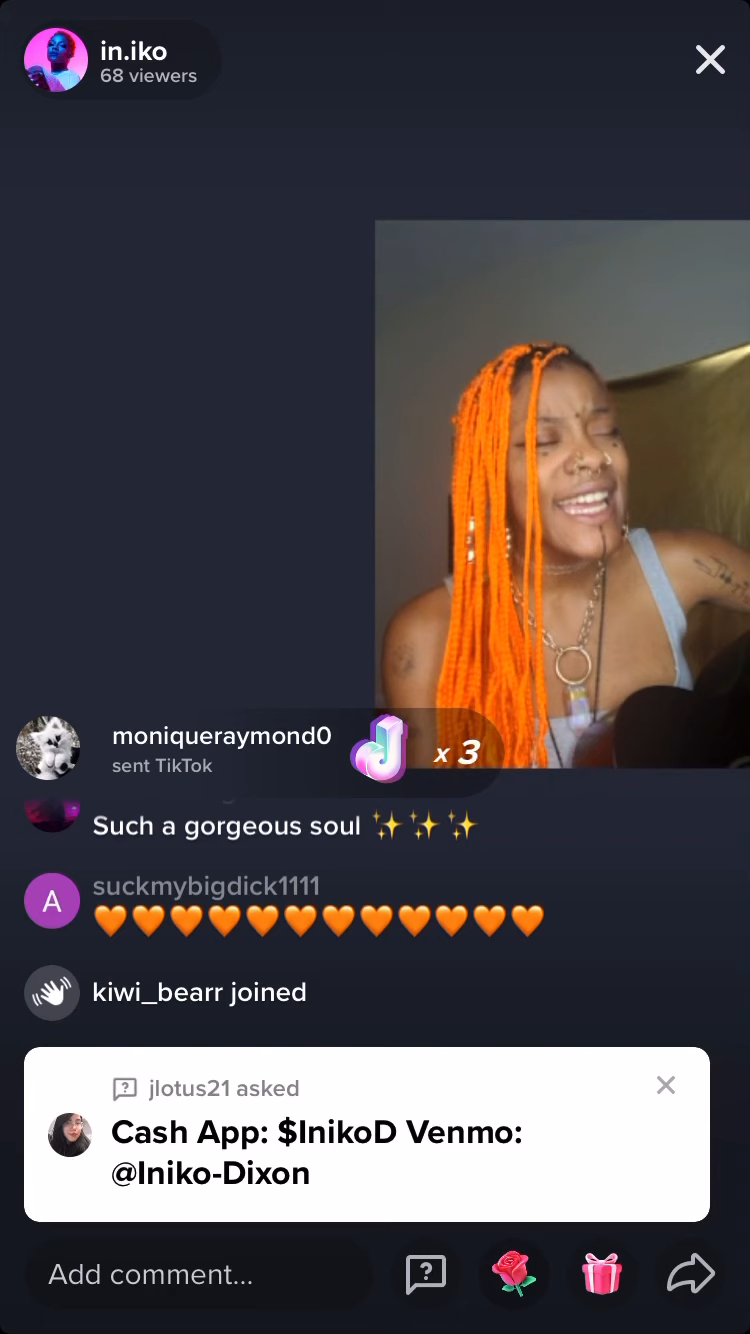 in.iko
68 viewers
moniqueraymond0
sent TikTok
x 3
Such a gorgeous soul ✨✨✨
A
suckmybigdick1111
🧡🧡🧡🧡🧡🧡🧡🧡🧡🧡🧡🧡
kiwi_bearr joined
jlotus21 asked
Cash App: $InikoD Venmo:
@Iniko-Dixon
Add comment...